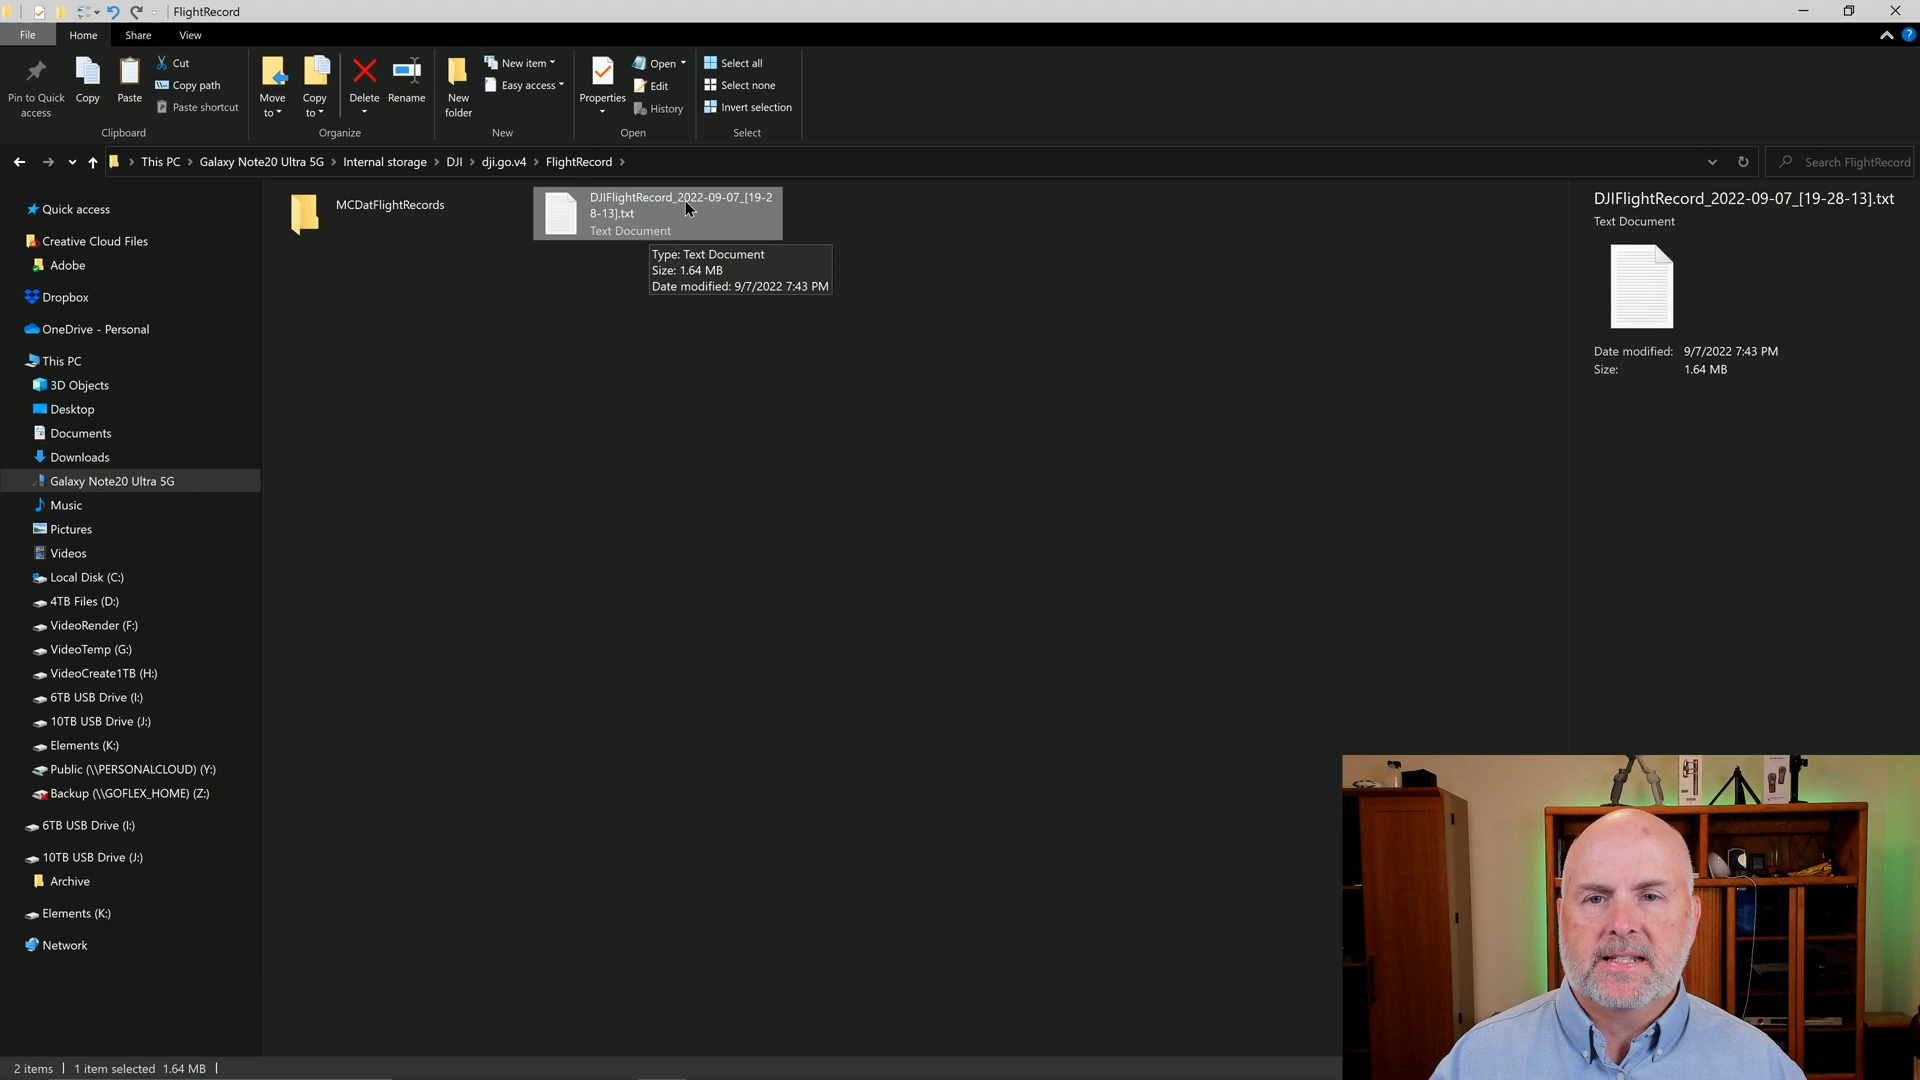 FlightRecord
File
Home
Share
View
Pin to Quick access
Copy
Paste
Cut
Copy path
Paste shortcut
Clipboard
Move to
Copy to
Delete
Rename
Organize
New folder
New item
Easy access
New
Properties
Open
Edit
History
Open
Select all
Select none
Invert selection
Select
This PC > Galaxy Note20 Ultra 5G > Internal storage > DJI > dji.go.v4 > FlightRecord >
Search FlightRecord
Quick access
Creative Cloud Files
Adobe
Dropbox
OneDrive - Personal
This PC
3D Objects
Desktop
Documents
Downloads
Galaxy Note20 Ultra 5G
Music
Pictures
Videos
Local Disk (C:)
4TB Files (D:)
VideoRender (F:)
VideoTemp (G:)
VideoCreate1TB (H:)
6TB USB Drive (I:)
10TB USB Drive (J:)
Elements (K:)
Public (\\PERSONALCLOUD) (Y:)
Backup (\\GOFLEX_HOME) (Z:)
6TB USB Drive (I:)
10TB USB Drive (J:)
Archive
Elements (K:)
Network
MCDatFlightRecords
DJIFlightRecord_2022-09-07_[19-2
8-13].txt
Text Document
Type: Text Document
Size: 1.64 MB
Date modified: 9/7/2022 7:43 PM
DJIFlightRecord_2022-09-07_[19-28-13].txt
Text Document
Date modified: 9/7/2022 7:43 PM
Size: 1.64 MB
2 items
1 item selected 1.64 MB